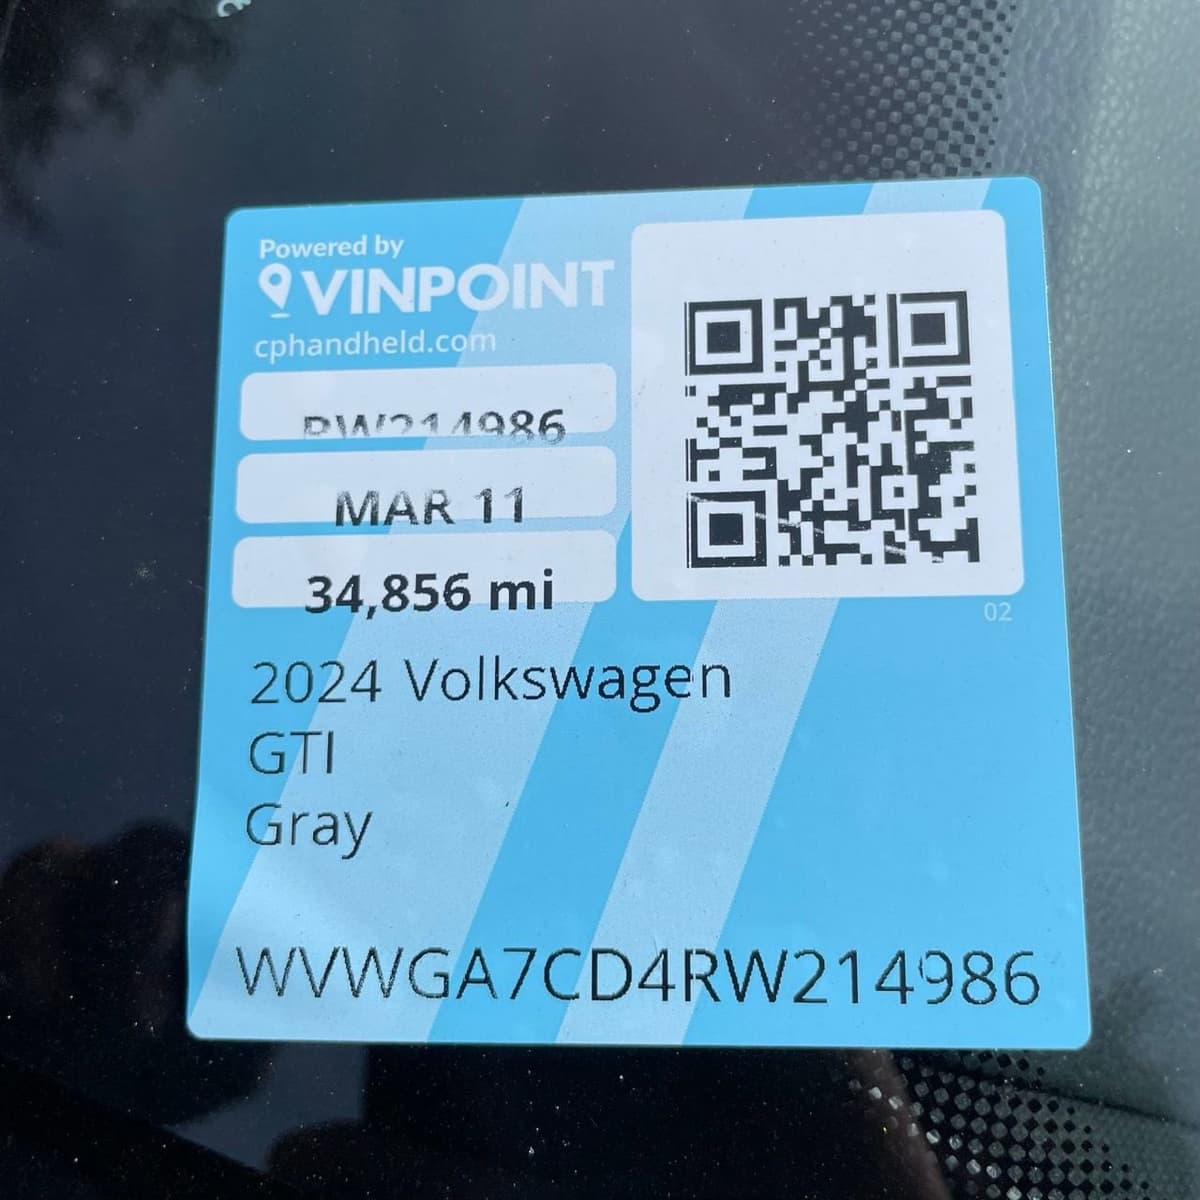 Powered by
VINPOINT
cphandheld.com
RW214986
MAR 11
34,856 mi
02
2024 Volkswagen
GTI
Gray
WVWGA7CD4RW214986